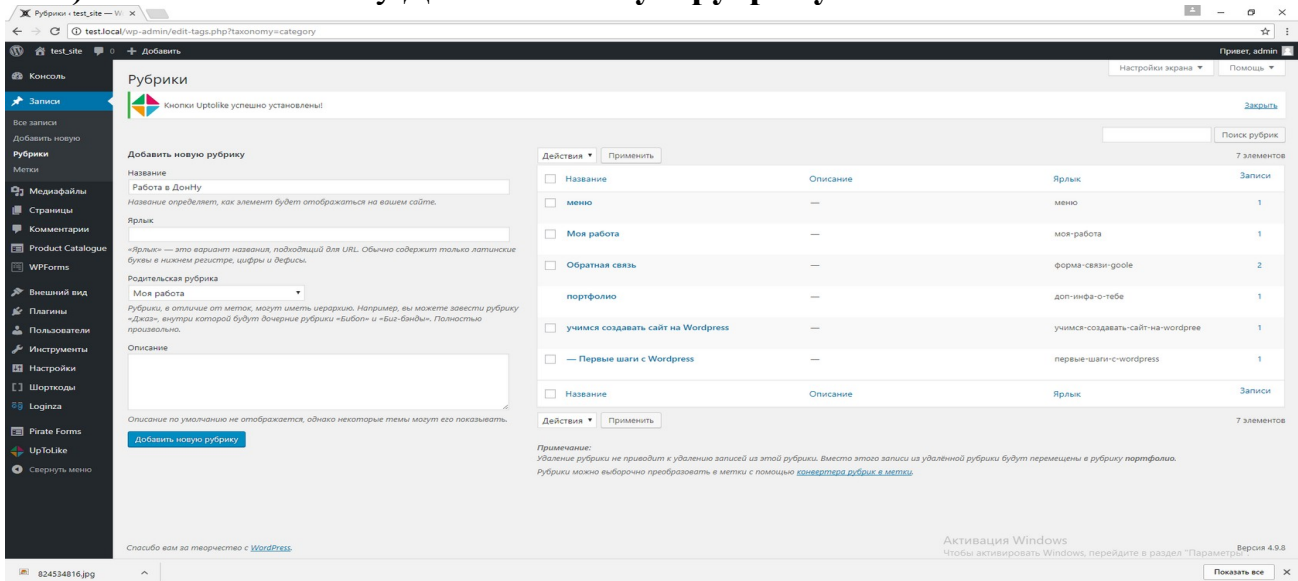 Рубрики ‹ test_site — W
test.local/wp-admin/edit-tags.php?taxonomy=category
test_site 0 + Добавить
Привет, admin
Настройки экрана ▼ Помощь ▼
Консоль
Записи
Все записи
Добавить новую
Рубрики
Метки
Медиафайлы
Страницы
Комментарии
Product Catalogue
WPForms
Внешний вид
Плагины
Пользователи
Инструменты
Настройки
Шорткоды
Loginza
Pirate Forms
UpToLike
Свернуть меню
Рубрики
Кнопки Uptolike успешно установлены!
Закрыть
Поиск рубрик
Добавить новую рубрику
Название
Работа в ДонНу
Название определяет, как элемент будет отображаться на вашем сайте.
Ярлык
«Ярлык» — это вариант названия, подходящий для URL. Обычно содержит только латинские
буквы в нижнем регистре, цифры и дефисы.
Родительская рубрика
Моя работа
Рубрики, в отличие от меток, могут иметь иерархию. Например, вы можете завести рубрику
«Джаз», внутри которой будут дочерние рубрики «Бибоп» и «Биг-бэнды». Полностью
произвольно.
Описание
Описание по умолчанию не отображается, однако некоторые темы могут его показывать.
Добавить новую рубрику
Действия ▼ Применить
7 элементов
Название Описание Ярлык Записи
меню — меню 1
Моя работа — моя-работа 1
Обратная связь — форма-связи-goole 2
портфолио — доп-инфа-о-тебе 1
учимся создавать сайт на Wordpress — учимся-создавать-сайт-на-wordpree 1
— Первые шаги с Wordpress — первые-шаги-с-wordpress 1
Название Описание Ярлык Записи
Действия ▼ Применить
7 элементов
Примечание:
Удаление рубрики не приводит к удалению записей из этой рубрики. Вместо этого записи из удалённой рубрики будут перемещены в рубрику портфолио.
Рубрики можно выборочно преобразовать в метки с помощью конвертера рубрик в метки.
Спасибо вам за творчество с WordPress.
Активация Windows
Чтобы активировать Windows, перейдите в раздел "Параметры
Версия 4.9.8
824534816.jpg
Показать все